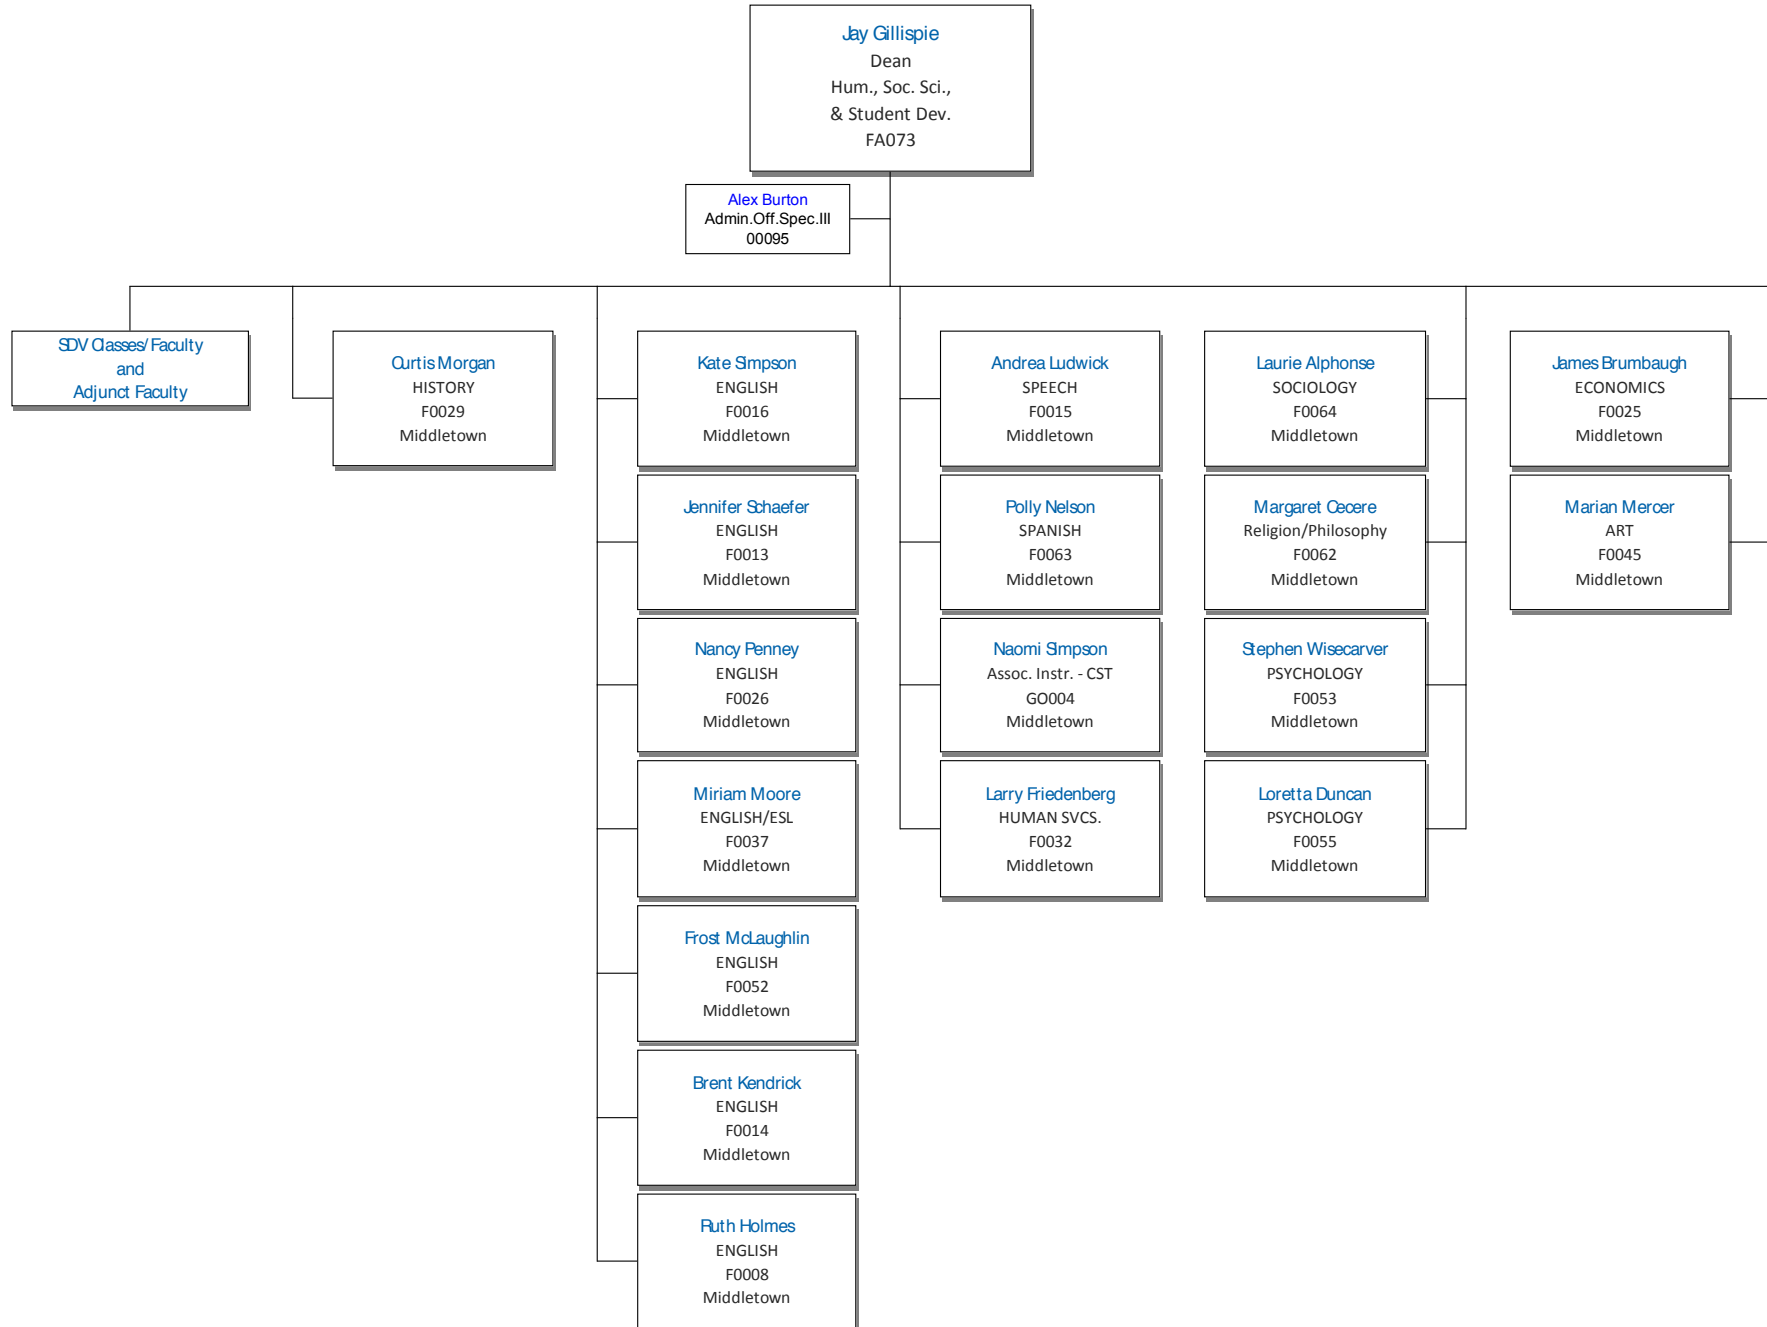 Jay Gillispie
Dean
Hum., Soc. Sci.,
& Student Dev.
FA073
Alex Burton
Admin.Off.Spec.III
00095
SDV Classes/Faculty
and
Adjunct Faculty
Curtis Morgan
HISTORY
F0029
Middletown
Kate Simpson
ENGLISH
F0016
Middletown
Jennifer Schaefer
ENGLISH
F0013
Middletown
Nancy Penney
ENGLISH
F0026
Middletown
Miriam Moore
ENGLISH/ESL
F0037
Middletown
Frost McLaughlin
ENGLISH
F0052
Middletown
Brent Kendrick
ENGLISH
F0014
Middletown
Ruth Holmes
ENGLISH
F0008
Middletown
Andrea Ludwick
SPEECH
F0015
Middletown
Polly Nelson
SPANISH
F0063
Middletown
Naomi Simpson
Assoc. Instr. - CST
GO004
Middletown
Larry Friedenberg
HUMAN SVCS.
F0032
Middletown
Laurie Alphonse
SOCIOLOGY
F0064
Middletown
Margaret Cecere
Religion/Philosophy
F0062
Middletown
Stephen Wisecarver
PSYCHOLOGY
F0053
Middletown
Loretta Duncan
PSYCHOLOGY
F0055
Middletown
James Brumbaugh
ECONOMICS
F0025
Middletown
Marian Mercer
ART
F0045
Middletown